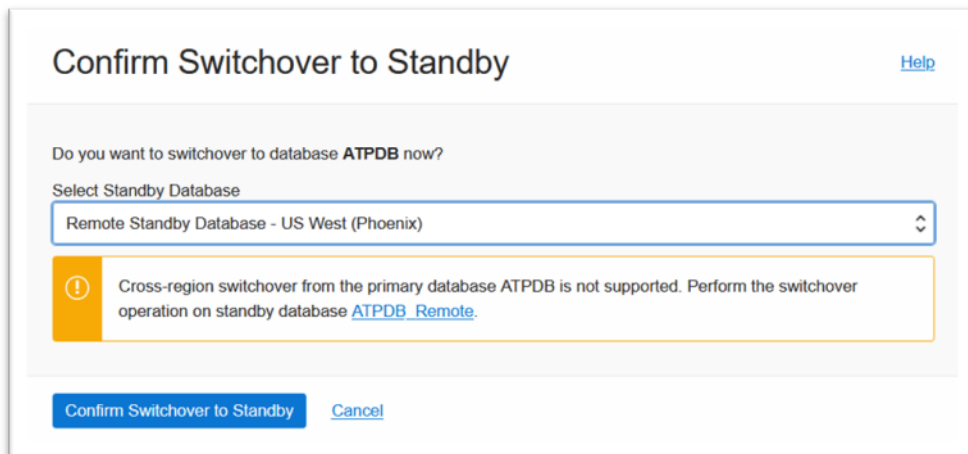 Confirm Switchover to Standby
Help
Do you want to switchover to database ATPDB now?
Select Standby Database
Remote Standby Database - US West (Phoenix)
Cross-region switchover from the primary database ATPDB is not supported. Perform the switchover
operation on standby database ATPDB_Remote.
Confirm Switchover to Standby
Cancel